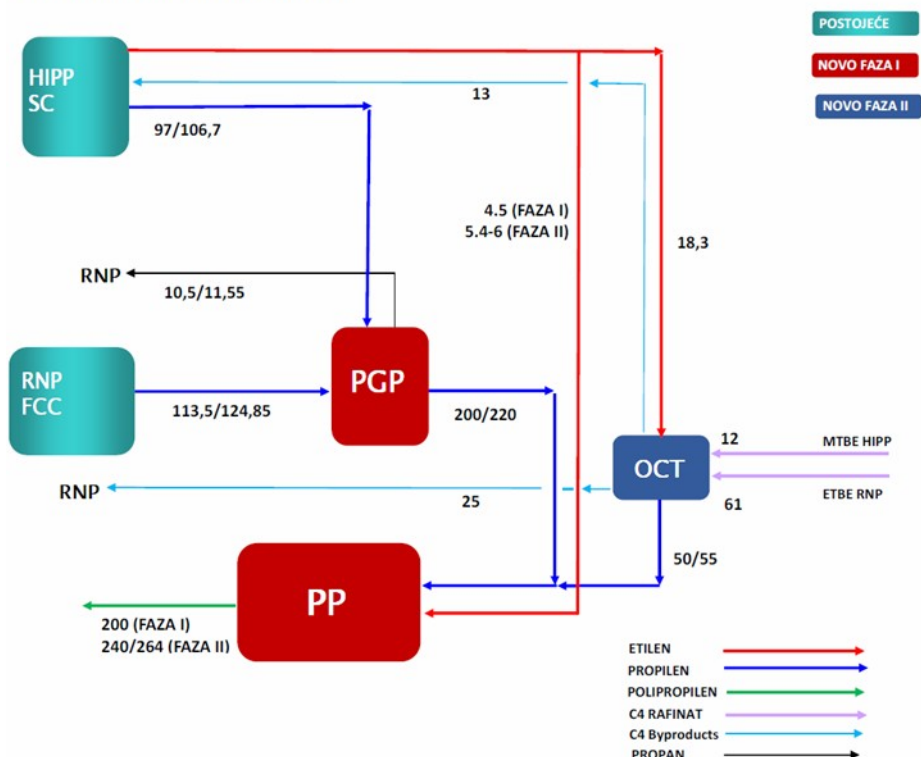 POSTOJEĆE
NOVO FAZA I
NOVO FAZA II
HIPP
SC
13
97/106,7
4.5 (FAZA I)
5.4-6 (FAZA II)
18,3
RNP
10,5/11,55
RNP
FCC
113,5/124,85
PGP
200/220
12
MTBE HIPP
OCT
ETBE RNP
61
RNP
25
50/55
PP
200 (FAZA I)
240/264 (FAZA II)
ETILEN
PROPILEN
POLIPROPILEN
C4 RAFINAT
C4 Byproducts
PROPAN